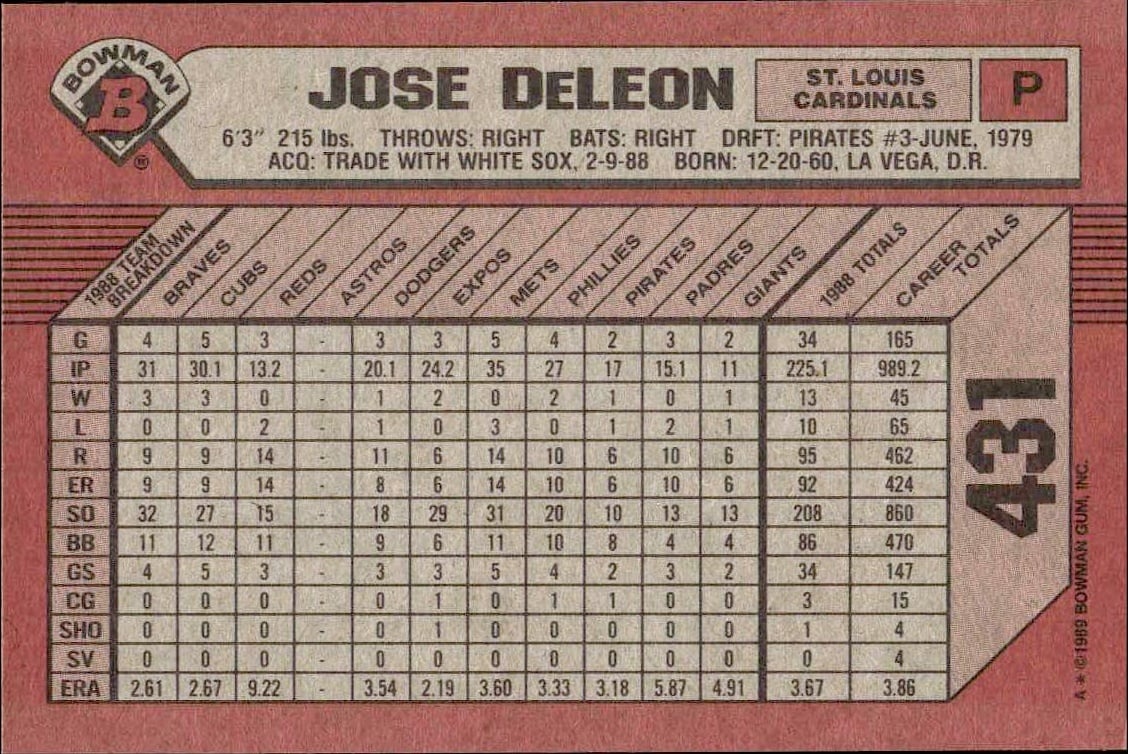 BOWMAN
B
®
JOSE DeLEON
ST. LOUIS
CARDINALS
P
6'3" 215 lbs. THROWS: RIGHT BATS: RIGHT DRFT: PIRATES #3-JUNE, 1979
ACQ: TRADE WITH WHITE SOX, 2-9-88 BORN: 12-20-60, LA VEGA, D.R.
1988 TEAM BREAKDOWN BRAVES CUBS REDS ASTROS DODGERS EXPOS METS PHILLIES PIRATES PADRES GIANTS 1988 TOTALS CAREER TOTALS
G 4 5 3 - 3 3 5 4 2 3 2 34 165
IP 31 30.1 13.2 - 20.1 24.2 35 27 17 15.1 11 225.1 989.2
W 3 3 0 - 1 2 0 2 1 0 1 13 45
L 0 0 2 - 1 0 3 0 1 2 1 10 65
R 9 9 14 - 11 6 14 10 6 10 6 95 462
ER 9 9 14 - 8 6 14 10 6 10 6 92 424
SO 32 27 15 - 18 29 31 20 10 13 13 208 860
BB 11 12 11 - 9 6 11 10 8 4 4 86 470
GS 4 5 3 - 3 3 5 4 2 3 2 34 147
CG 0 0 0 - 0 1 0 1 1 0 0 3 15
SHO 0 0 0 - 0 1 0 0 0 0 0 1 4
SV 0 0 0 - 0 0 0 0 0 0 0 0 4
ERA 2.61 2.67 9.22 - 3.54 2.19 3.60 3.33 3.18 5.87 4.91 3.67 3.86
431
A * ©1989 BOWMAN GUM, INC.